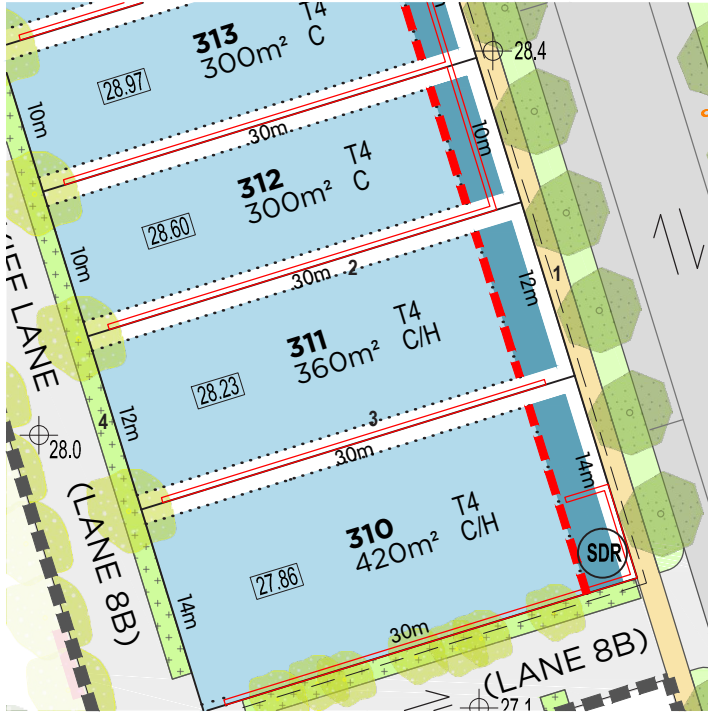 313
300m²
T4
C
28.97
28.4
10m
30m
10m
312
300m²
T4
C
28.60
10m
30m
2
12m
1
311
360m²
T4
C/H
28.23
LANE
4
12m
3
30m
28.0
14m
310
420m²
T4
C/H
SDR
(LANE 8B)
27.86
14m
30m
(LANE 8B)
27.1